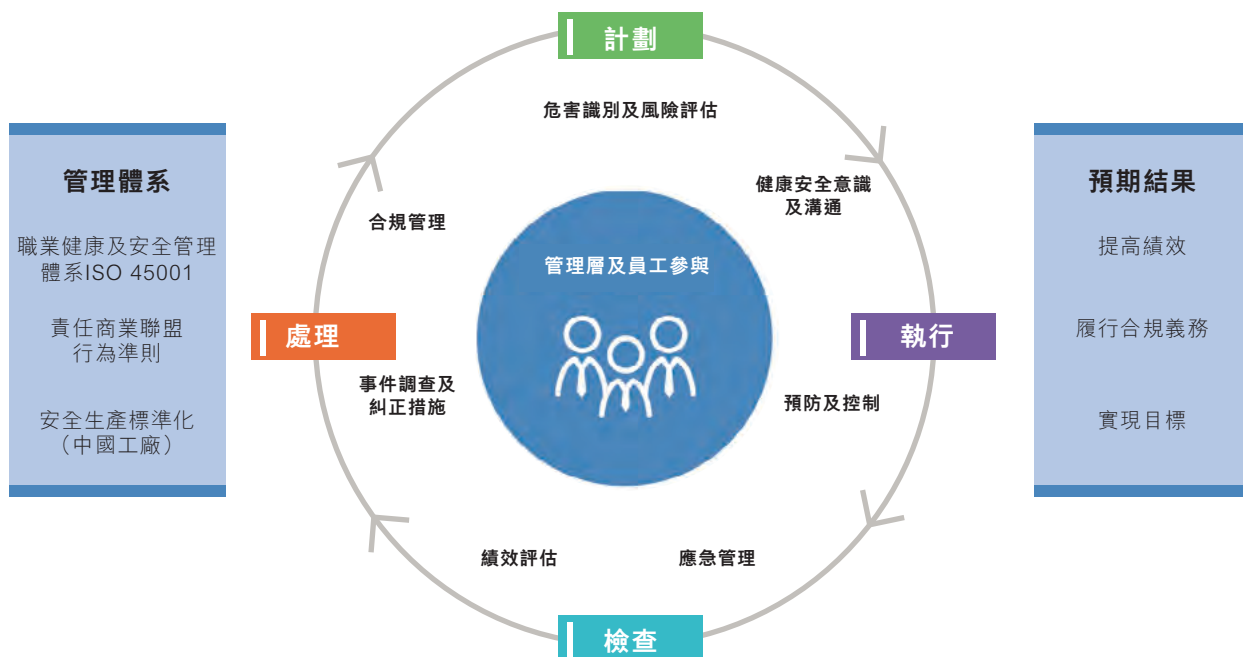 計劃
危害識別及風險評估
管理體系
職業健康及安全管理
體系ISO 45001
責任商業聯盟
行為準則
安全生產標準化
（中國工廠）
合規管理
健康安全意識
及溝通
管理層及員工參與
處理
執行
事件調查及
糾正措施
預防及控制
績效評估
應急管理
檢查
預期結果
提高績效
履行合規義務
實現目標